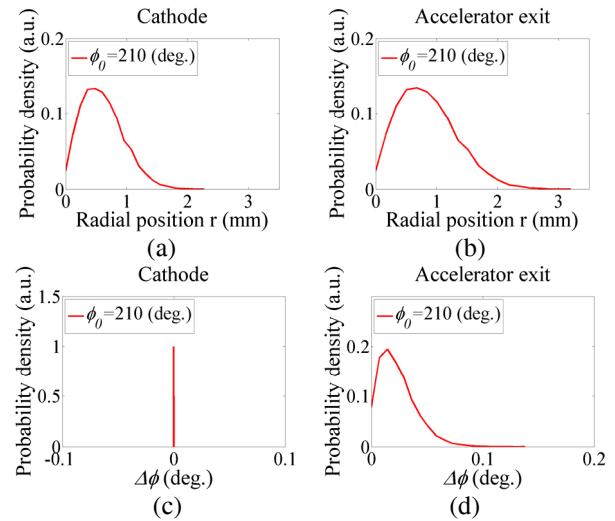 Cathode
Probability density (a.u.)
0.2
0.1
0
ϕ₀=210 (deg.)
0 1 2 3
Radial position r (mm)
(a)
Accelerator exit
Probability density (a.u.)
0.2
0.1
0
ϕ₀=210 (deg.)
0 1 2 3
Radial position r (mm)
(b)
Cathode
Probability density (a.u.)
1.5
1
0.5
0
ϕ₀=210 (deg.)
-0.1 0 0.1
Δϕ (deg.)
(c)
Accelerator exit
Probability density (a.u.)
0.2
0.1
0
ϕ₀=210 (deg.)
0 0.1 0.2
Δϕ (deg.)
(d)